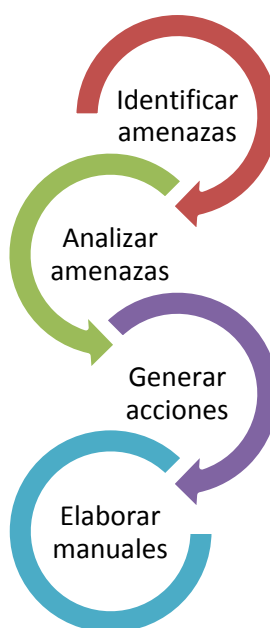 Identificar
amenazas
Analizar
amenazas
Generar
acciones
Elaborar
manuales